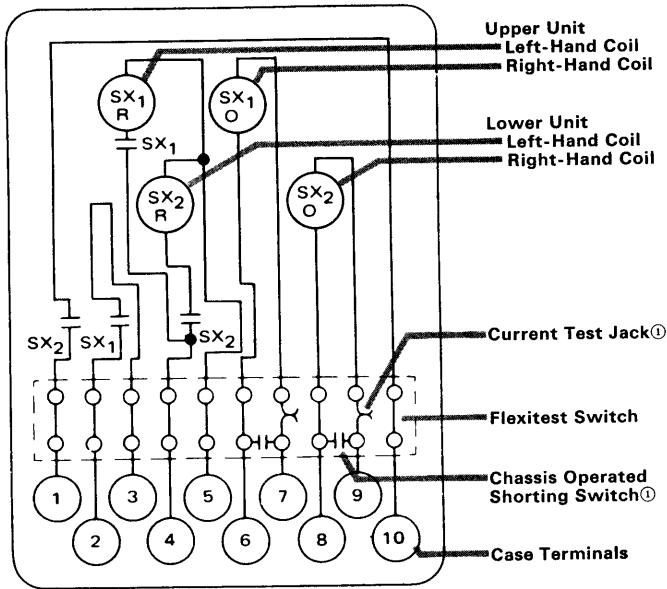 Upper Unit
Left-Hand Coil
Right-Hand Coil
SX1
R
SX1
O
SX1
Lower Unit
Left-Hand Coil
Right-Hand Coil
SX2
R
SX2
O
SX2
SX1
SX2
Current Test Jack①
Flexitest Switch
Chassis Operated
Shorting Switch①
1
3
5
7
9
2
4
6
8
10
Case Terminals